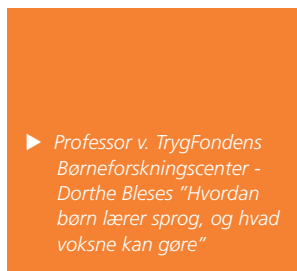 ▶ Professor v. TrygFondens
Børneforskningscenter -
Dorthe Bleses ”Hvordan
børn lærer sprog, og hvad
voksne kan gøre”